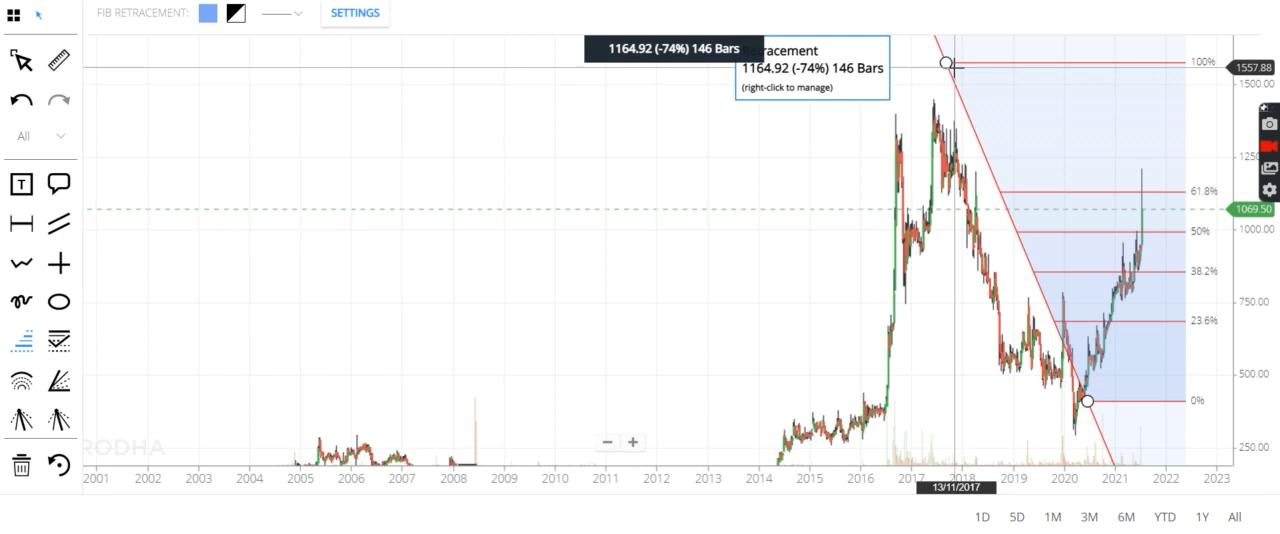 FIB RETRACEMENT:
SETTINGS
1164.92 (-74%) 146 Bars
etracement
1164.92 (-74%) 146 Bars
(right-click to manage)
All
T
100%
61.8%
50%
38.2%
23.6%
0%
1557.88
1500.00
1250
1069.50
1000.00
750.00
500.00
250.00
RODHA
2001 2002 2003 2004 2005 2006 2007 2008 2009 2010 2011 2012 2013 2014 2015 2016 2017 2018 2019 2020 2021 2022 2023
13/11/2017
1D 5D 1M 3M 6M YTD 1Y All